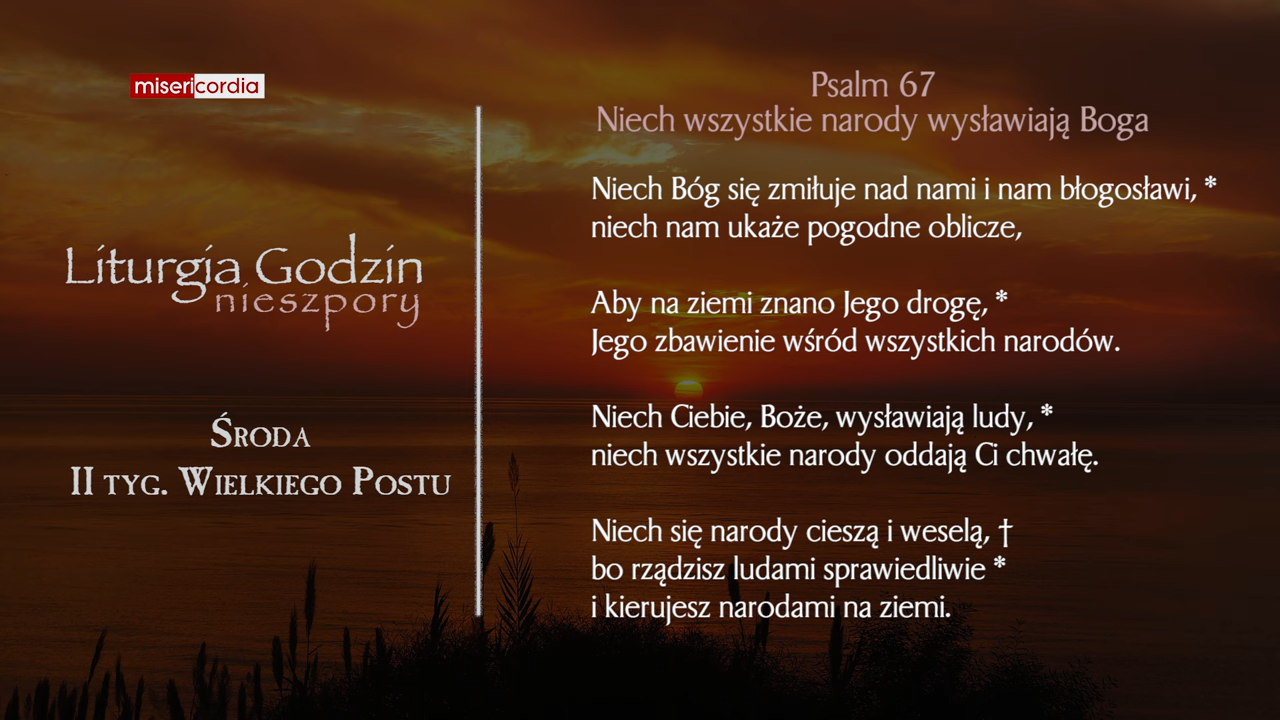 misericordia
Liturgia Godzin
nieszpory
Środa
II tyg. Wielkiego Postu
Psalm 67
Niech wszystkie narody wysławiają Boga
Niech Bóg się zmiłuje nad nami i nam błogosławi, *
niech nam ukaże pogodne oblicze,
Aby na ziemi znano Jego drogę, *
Jego zbawienie wśród wszystkich narodów.
Niech Ciebie, Boże, wysławiają ludy, *
niech wszystkie narody oddają Ci chwałę.
Niech się narody cieszą i weselą, †
bo rządzisz ludami sprawiedliwie *
i kierujesz narodami na ziemi.